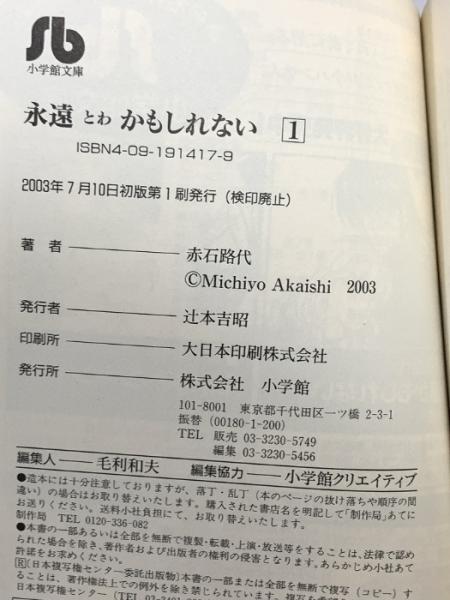 Sb
小学館文庫
永遠 とわ かもしれない 1
ISBN4-09-191417-9
2003年7月10日初版第1刷発行（検印廃止）
著 者 ―― 赤石路代
©Michiyo Akaishi 2003
発行者 ―― 辻本吉昭
印刷所 ―― 大日本印刷株式会社
発行所 ―― 株式会社 小学館
101-8001 東京都千代田区一ツ橋 2-3-1
振替（00180-1-200）
TEL 販売 03-3230-5749
編集 03-3230-5456
編集人 ―― 毛利和夫 編集協力 ―― 小学館クリエイティブ
●造本には十分注意しておりますが、落丁・乱丁（本のページの抜け落ちや順序の間
違い）の場合はお取り替えいたします。購入された書店名を明記して「制作局」あてに
お送りください。送料小社負担にて、お取り替えいたします。
制作局 TEL 0120-336-082
●本書の一部あるいは全部を無断で複製・転載・上演・放送等をすることは、法律で認め
られた場合を除き、著作者および出版者の権利の侵害となります。あらかじめ小社あて
許諾をお求めください。
R［日本複写権センター委託出版物］本書の一部または全部を無断で複写（コピー）す
ることは、著作権法上での例外を除き禁じられています。